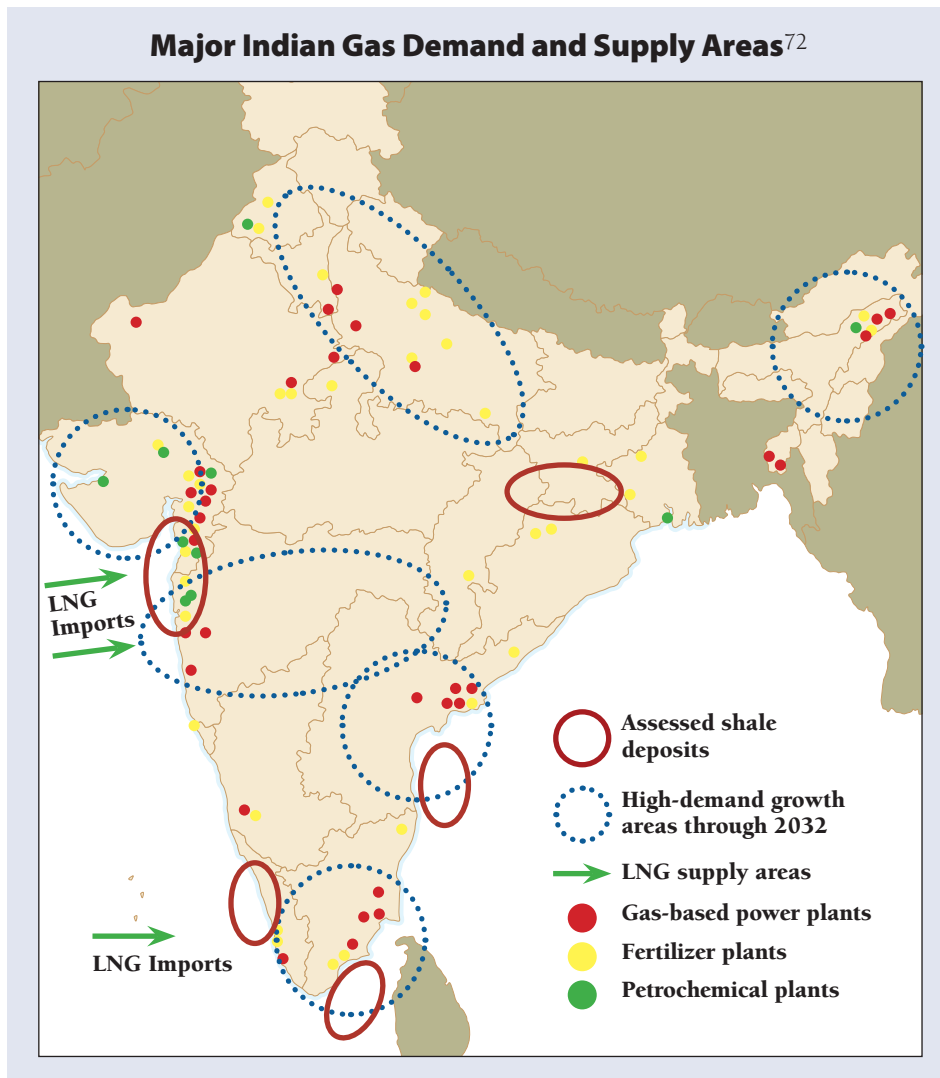 Major Indian Gas Demand and Supply Areas72
LNG
Imports
LNG Imports
Assessed shale
deposits
High-demand growth
areas through 2032
LNG supply areas
Gas-based power plants
Fertilizer plants
Petrochemical plants